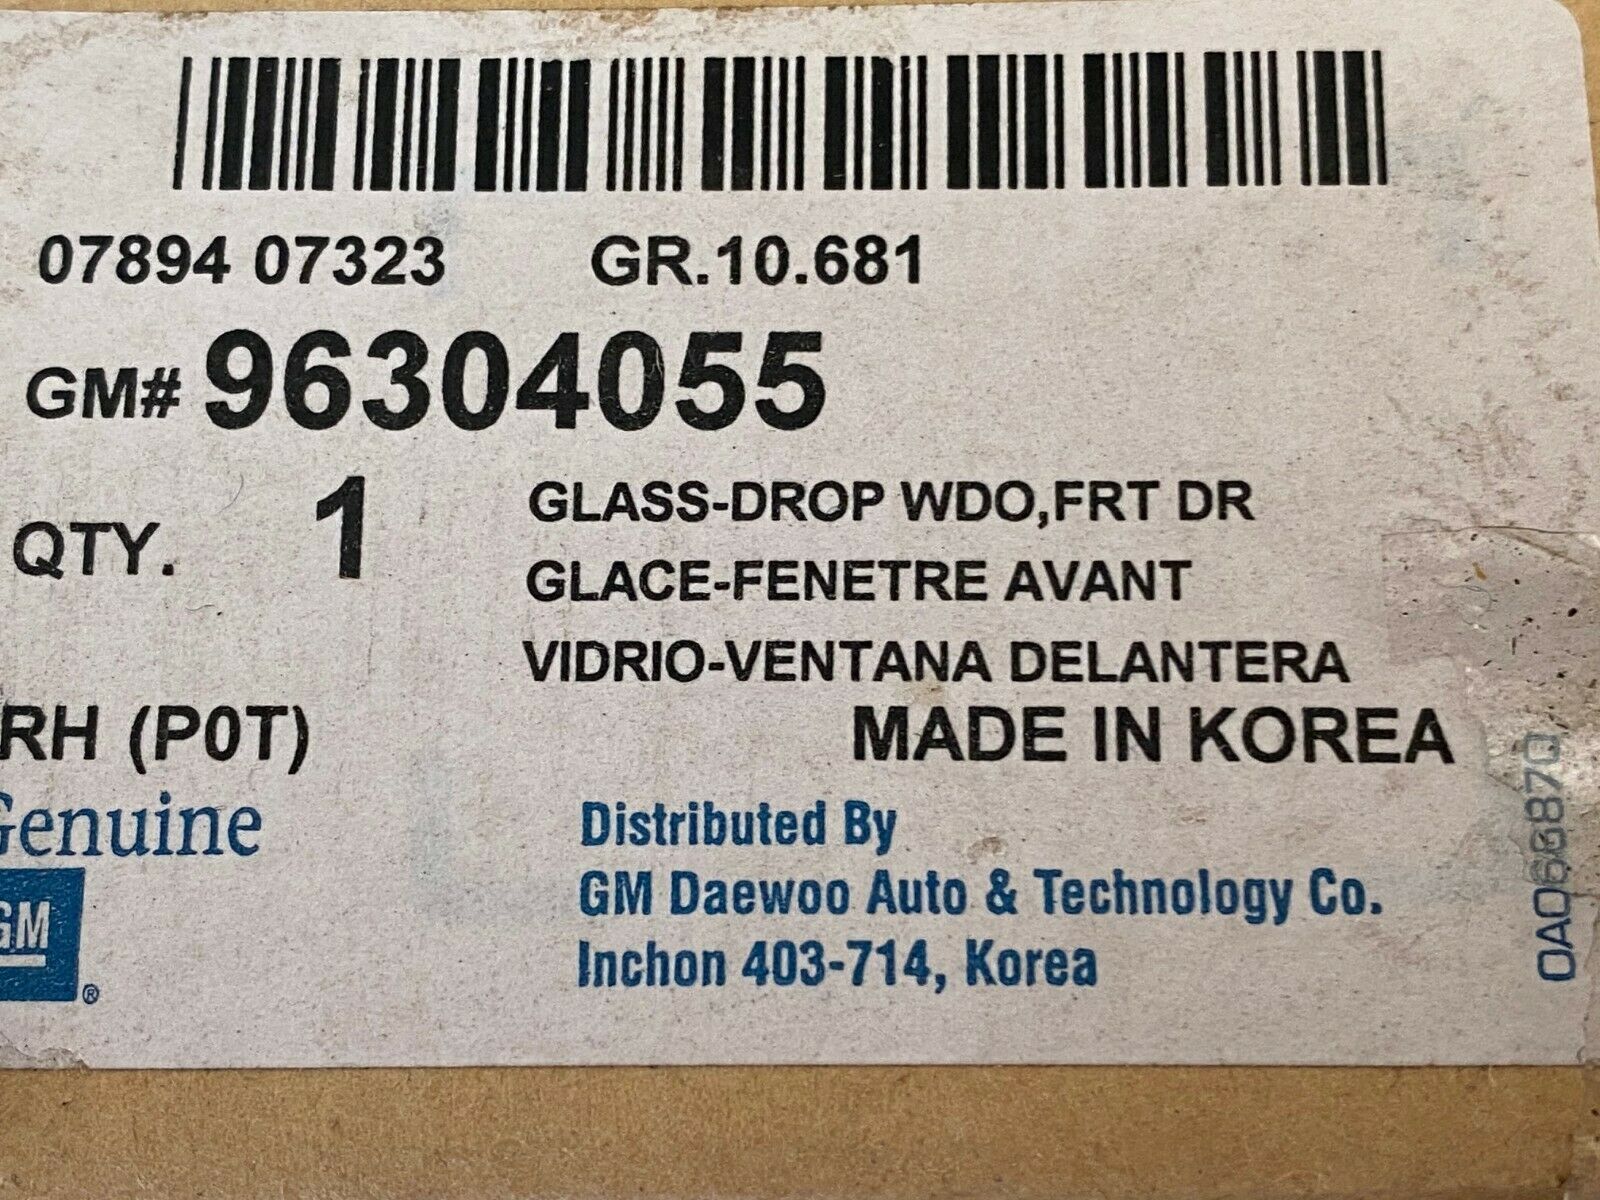 07894 07323 GR.10.681
GM# 96304055
QTY. 1 GLASS-DROP WDO,FRT DR
GLACE-FENETRE AVANT
VIDRIO-VENTANA DELANTERA
RH (P0T) MADE IN KOREA
Genuine
GM
®
Distributed By
GM Daewoo Auto & Technology Co.
Inchon 403-714, Korea